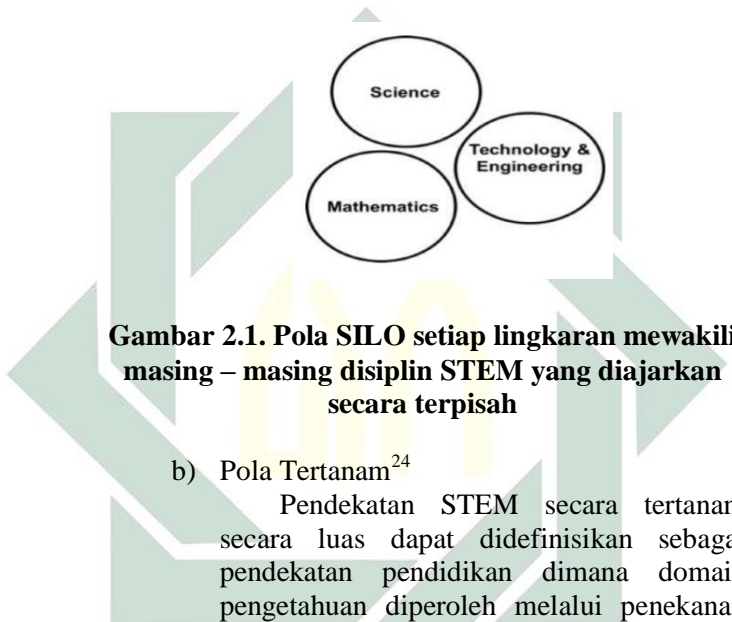 Science
Technology &
Engineering
Mathematics
Gambar 2.1. Pola SILO setiap lingkaran mewakili
masing – masing disiplin STEM yang diajarkan
secara terpisah
b) Pola Tertanam24
Pendekatan STEM secara tertanam
secara luas dapat didefinisikan sebaga
pendekatan pendidikan dimana domai
pengetahuan diperoleh melalui penekana